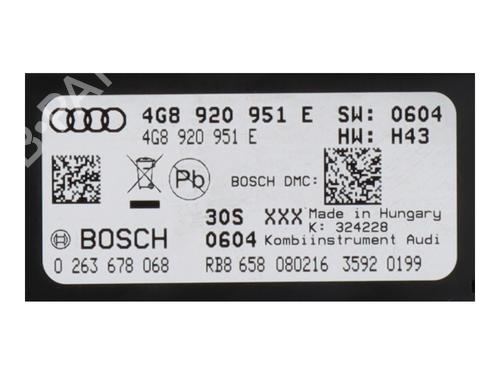 4G8 920 951 E SW: 0604
4G8 920 951 E HW: H43
Pb BOSCH DMC:
30S XXX Made in Hungary
K: 324228
BOSCH 0604 Kombiinstrument Audi
0 263 678 068 RB8 658 080216 3592 0199